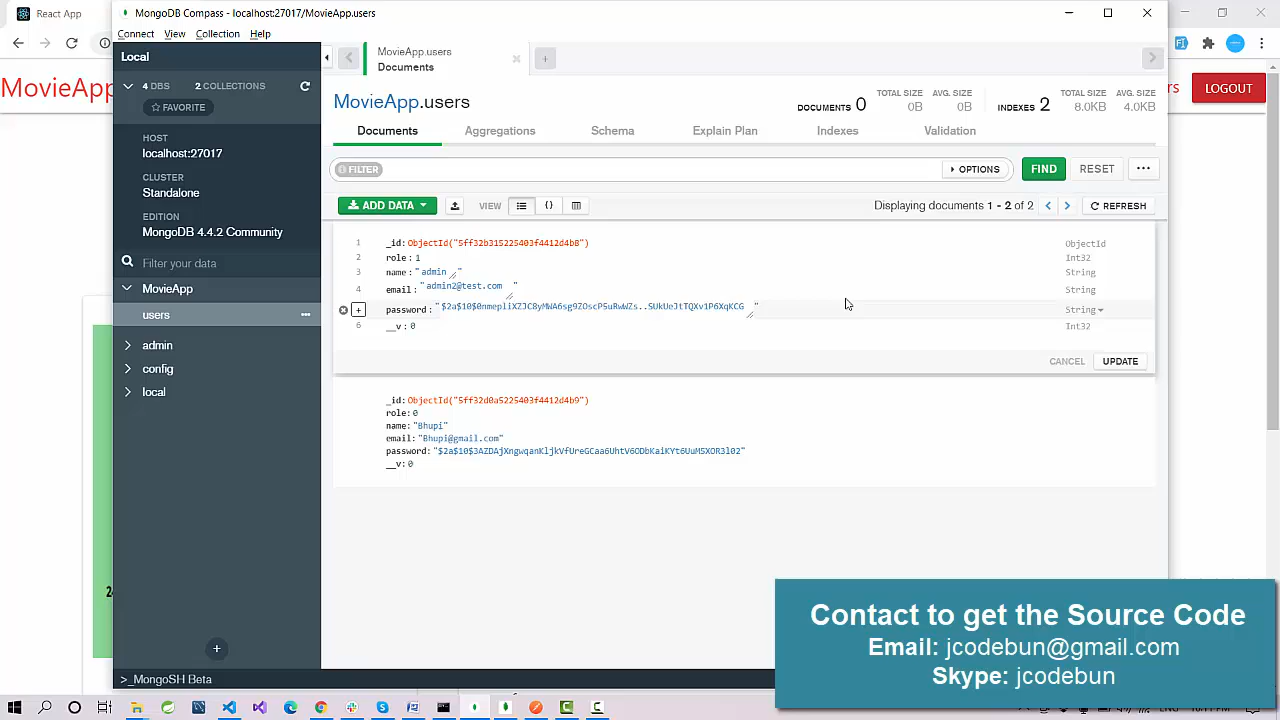 React App
MongoDB Compass - localhost:27017/MovieApp.users
Connect View Collection Help
MovieApp
LOGOUT
Local
4 DBS 2 COLLECTIONS
FAVORITE
HOST
localhost:27017
CLUSTER
Standalone
EDITION
MongoDB 4.4.2 Community
Filter your data
MovieApp
users
admin
config
local
>_MongoSH Beta
MovieApp.users
Documents
MovieApp.users
DOCUMENTS 0
TOTAL SIZE AVG. SIZE
0B 0B
INDEXES 2
TOTAL SIZE AVG. SIZE
8.0KB 4.0KB
Documents Aggregations Schema Explain Plan Indexes Validation
FILTER
OPTIONS
FIND
RESET
ADD DATA
VIEW
Displaying documents 1 - 2 of 2
REFRESH
1 _id:ObjectId("5ff32b315225403f4412d4b8") ObjectId
2 role:1 Int32
3 name:"admin" String
4 email:"admin2@test.com" String
password: String
6 __v:0 Int32
CANCEL UPDATE
_id:ObjectId("5ff32d0a5225403f4412d4b9")
role:0
name:"Bhupi"
email:"Bhupi@gmail.com"
password:
__v:0
Contact to get the Source Code
Email: jcodebun@gmail.com
Skype: jcodebun